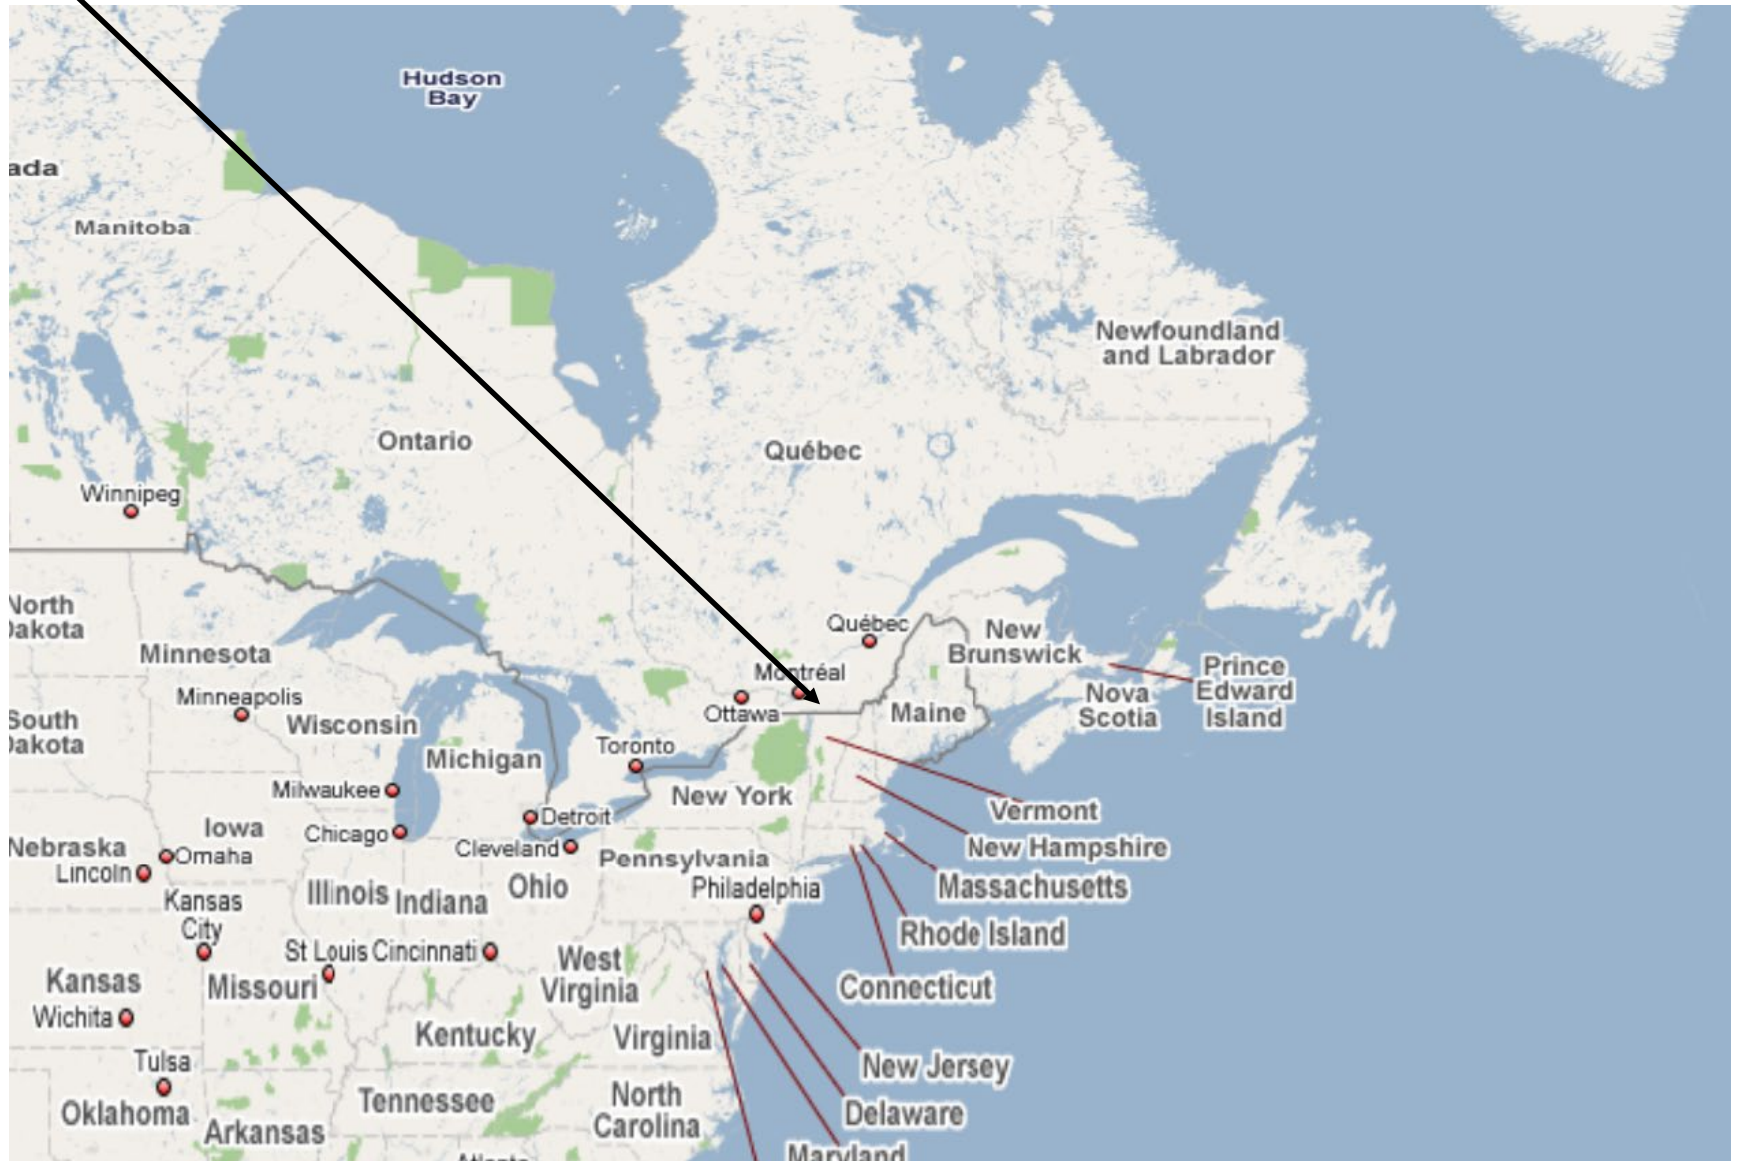 Hudson
Bay
ada
Manitoba
Newfoundland
and Labrador
Ontario
Québec
Winnipeg
North
Dakota
Minnesota
Québec
New
Brunswick
Montréal
Prince
Edward
Island
Minneapolis
Wisconsin
Ottawa
Maine
Nova
Scotia
South
Dakota
Michigan
Toronto
Milwaukee
New York
Vermont
Detroit
Iowa
Chicago
Cleveland
New Hampshire
Nebraska
Omaha
Pennsylvania
Lincoln
Illinois
Indiana
Ohio
Philadelphia
Massachusetts
Kansas
City
Rhode Island
St Louis
Cincinnati
West
Virginia
Kansas
Missouri
Connecticut
Wichita
Kentucky
Virginia
Tulsa
New Jersey
Oklahoma
Tennessee
North
Carolina
Delaware
Arkansas
Maryland
Atlanta